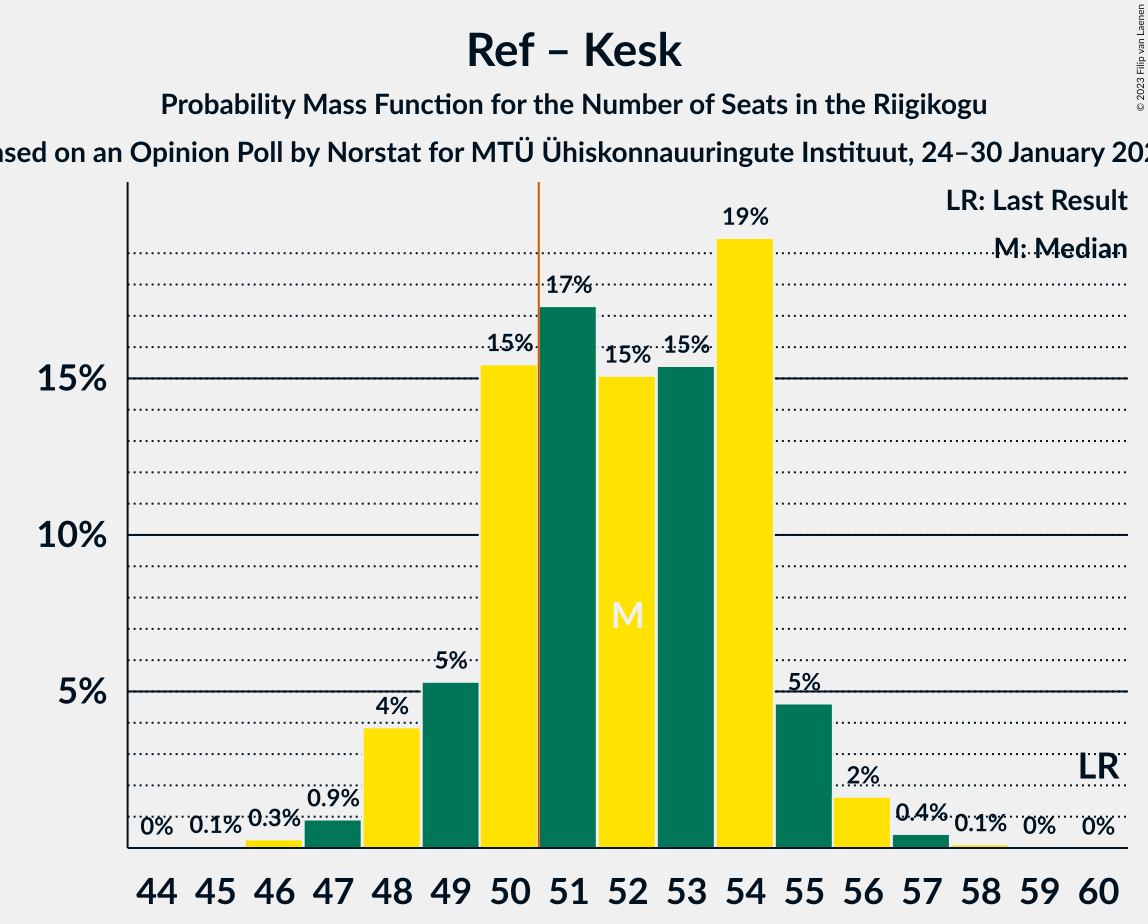 Ref – Kesk
Probability Mass Function for the Number of Seats in the Riigikogu
on an Opinion Poll by Norstat for MTÜ Ühiskonnauuringute Instituut, 24–30 January
© 2023 Filip van Laenen
LR: Last Result
M: Median
19%
17%
15%
15%
15%
15%
10%
M
5%
5%
5%
4%
LR
2%
0.9%
0.4%
0.3%
0%
0.1%
0.1%
0%
0%
44 45 46 47 48 49 50 51 52 53 54 55 56 57 58 59 60